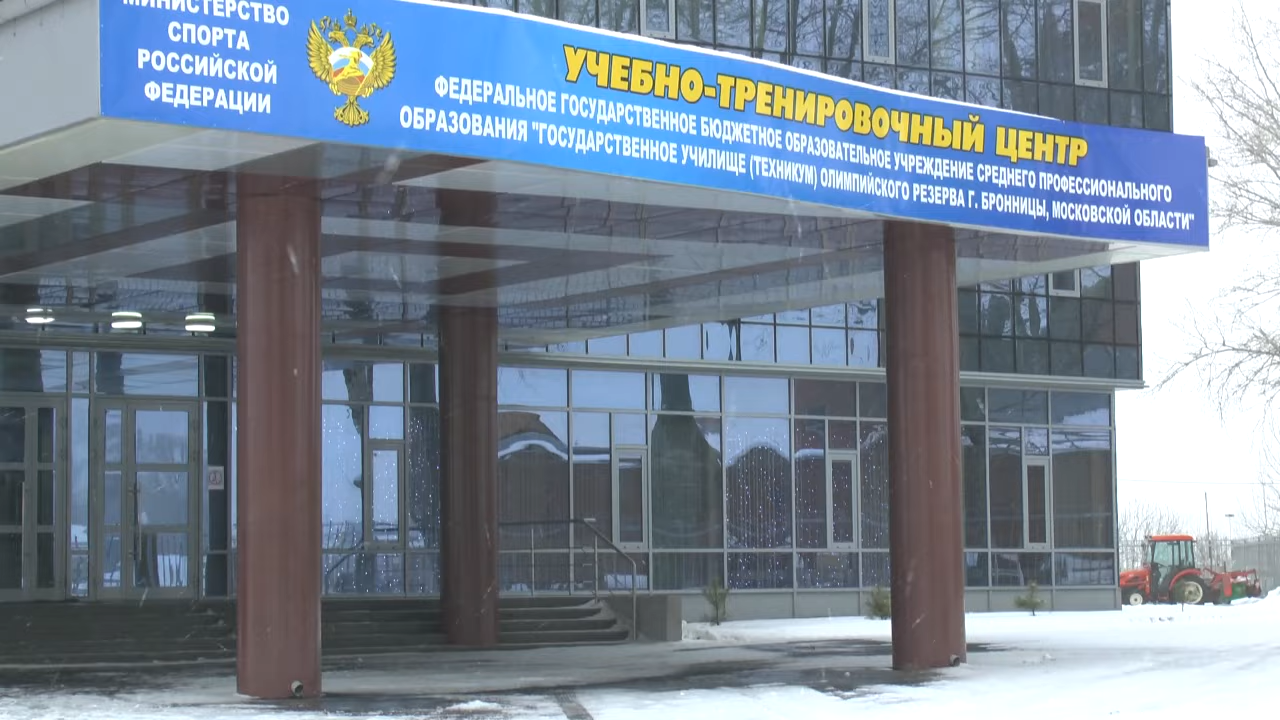 МИНИСТЕРСТВО
СПОРТА
РОССИЙСКОЙ
ФЕДЕРАЦИИ
УЧЕБНО-ТРЕНИРОВОЧНЫЙ ЦЕНТР
ФЕДЕРАЛЬНОЕ ГОСУДАРСТВЕННОЕ БЮДЖЕТНОЕ ОБРАЗОВАТЕЛЬНОЕ УЧРЕЖДЕНИЕ СРЕДНЕГО ПРОФЕССИОНАЛЬНОГО
ОБРАЗОВАНИЯ "ГОСУДАРСТВЕННОЕ УЧИЛИЩЕ (ТЕХНИКУМ) ОЛИМПИЙСКОГО РЕЗЕРВА Г. БРОННИЦЫ, МОСКОВСКОЙ ОБЛАСТИ"